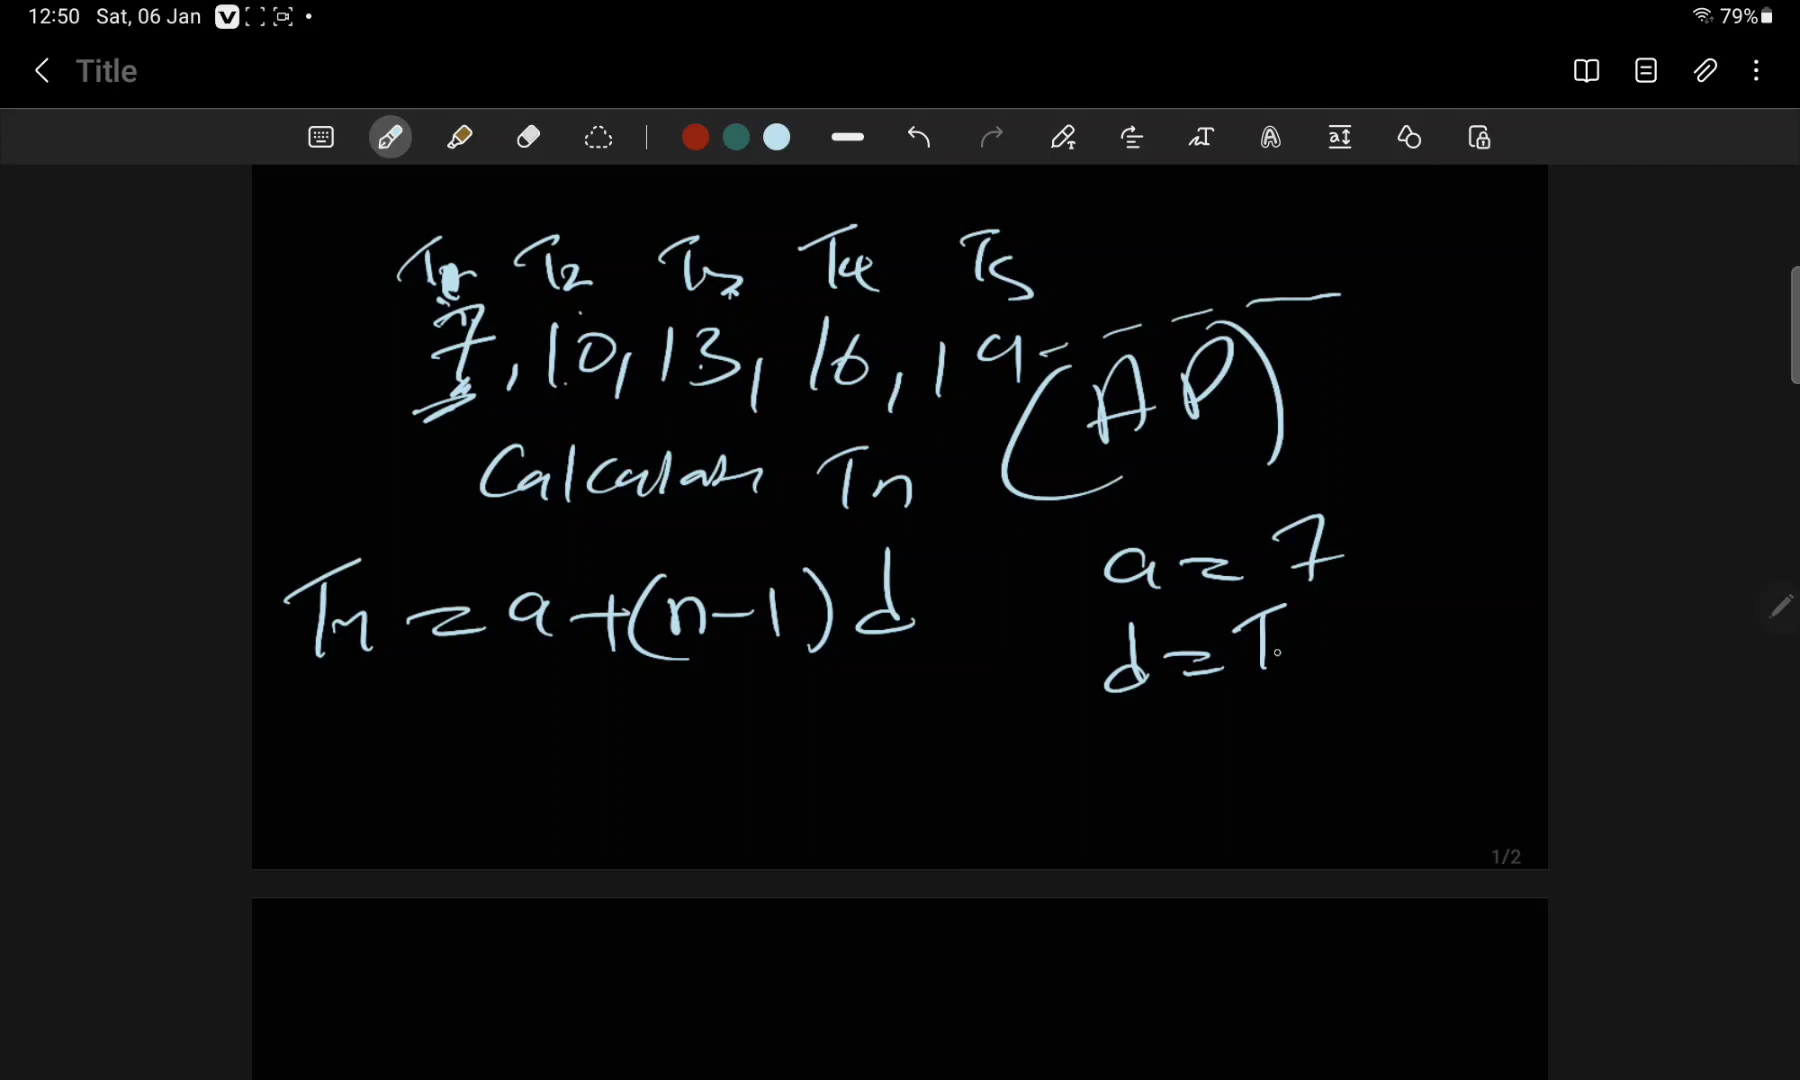 12:50 Sat, 06 Jan
79%
Title
T1 T2 T3 T4 T5
7, 10, 13, 16, 19 - - - —
(AP)
Calculate Tn
Tn = a + (n-1) d
a = 7
d = T
1/2